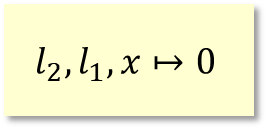 l₂, l₁, x ↦ 0